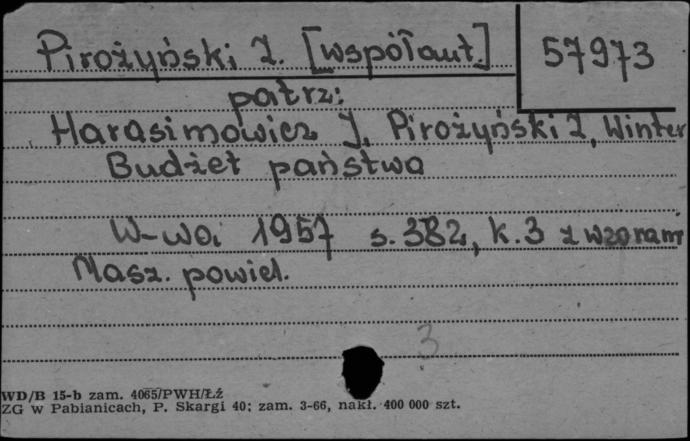 Pirożyński Z. [współaut.]
57973
patrz:
Harasimowicz J, Pirożyński Z, Winter
Budżet państwa
W-wa 1957 s. 382, k. 3 z wzorami
Masz. powiel.
3
WD/B 15-b zam. 4065/PWH/Łź
ZG w Pabianicach, P. Skargi 40; zam. 3-66, nakł. 400 000 szt.